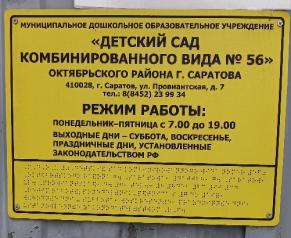 МУНИЦИПАЛЬНОЕ ДОШКОЛЬНОЕ ОБРАЗОВАТЕЛЬНОЕ УЧРЕЖДЕНИЕ
«ДЕТСКИЙ САД
КОМБИНИРОВАННОГО ВИДА № 56»
ОКТЯБРЬСКОГО РАЙОНА Г. САРАТОВА
410028, г. Саратов, ул. Провиантская, д. 7
тел.: 8(8452) 23 99 34
РЕЖИМ РАБОТЫ:
ПОНЕДЕЛЬНИК–ПЯТНИЦА с 7.00 до 19.00
ВЫХОДНЫЕ ДНИ – СУББОТА, ВОСКРЕСЕНЬЕ,
ПРАЗДНИЧНЫЕ ДНИ, УСТАНОВЛЕННЫЕ
ЗАКОНОДАТЕЛЬСТВОМ РФ